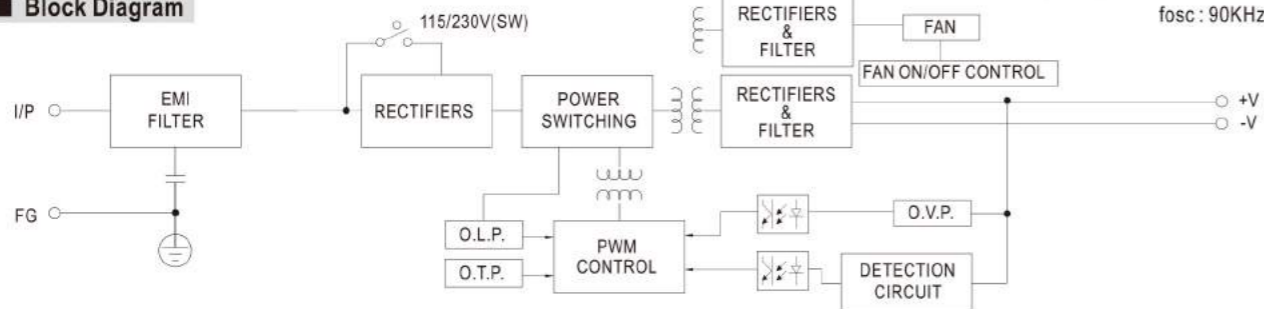 Block Diagram
fosc : 90KHz
115/230V(SW)
RECTIFIERS
&
FILTER
FAN
FAN ON/OFF CONTROL
I/P
EMI
FILTER
RECTIFIERS
POWER
SWITCHING
RECTIFIERS
&
FILTER
+V
-V
FG
O.L.P.
O.T.P.
PWM
CONTROL
O.V.P.
DETECTION
CIRCUIT